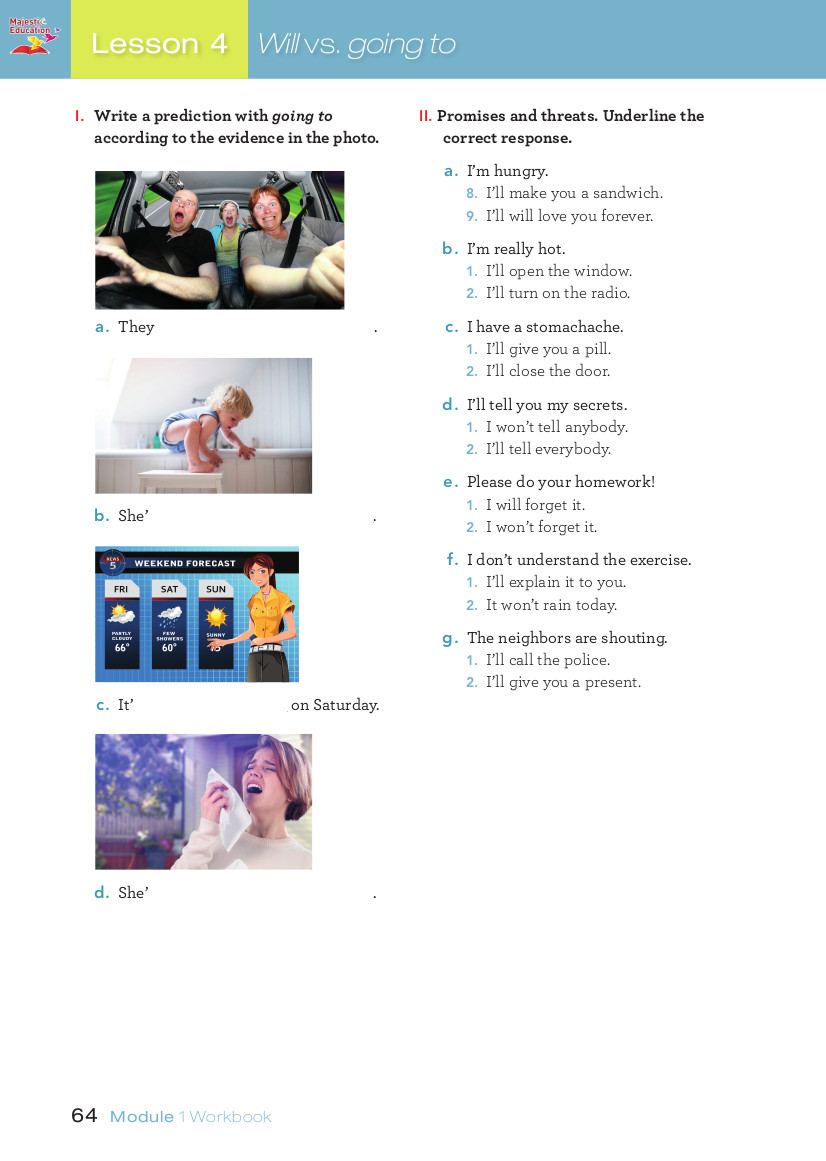 Majestic
Education
Lesson 4
Will vs. going to
I. Write a prediction with going to
according to the evidence in the photo.
a. They .
b. She’ .
NEWS
5
WEEKEND FORECAST
FRI
SAT
SUN
PARTLY
CLOUDY
66°
FEW
SHOWERS
60°
SUNNY
c. It’ on Saturday.
d. She’ .
II. Promises and threats. Underline the
correct response.
a. I’m hungry.
8. I’ll make you a sandwich.
9. I’ll will love you forever.
b. I’m really hot.
1. I’ll open the window.
2. I’ll turn on the radio.
c. I have a stomachache.
1. I’ll give you a pill.
2. I’ll close the door.
d. I’ll tell you my secrets.
1. I won’t tell anybody.
2. I’ll tell everybody.
e. Please do your homework!
1. I will forget it.
2. I won’t forget it.
f. I don’t understand the exercise.
1. I’ll explain it to you.
2. It won’t rain today.
g. The neighbors are shouting.
1. I’ll call the police.
2. I’ll give you a present.
64 Module 1 Workbook